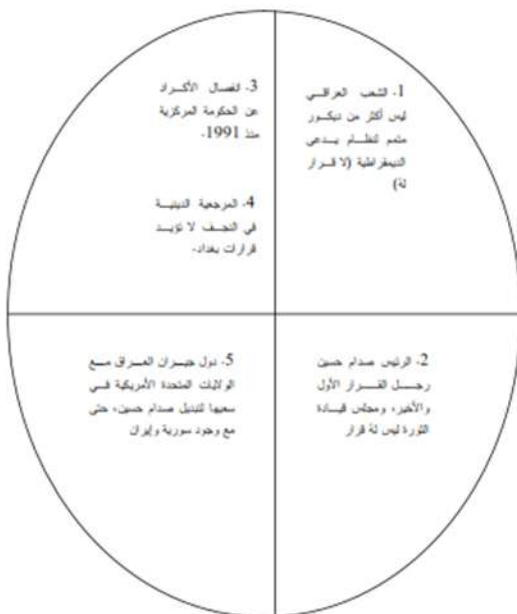 1- الشعب العراقي
ليس أكثر من ديكور
متمم لنظام يدعي
الديمقراطية (لا قرار
لة)
2- الرئيس صدام حسين
رجل القرار الأول
والأخير، ومجلس قيادة
الثورة ليس لة قرار
3- انفصال الأكراد
عن الحكومة المركزية
منذ 1991-
4- المرجعية الدينية
في النجف لا تؤيد
قرارات بغداد-
5- دول جيران العراق مع
الولايات المتحدة الأمريكية في
سعيها لتبديل صدام حسين، حتى
مع وجود سورية وإيران